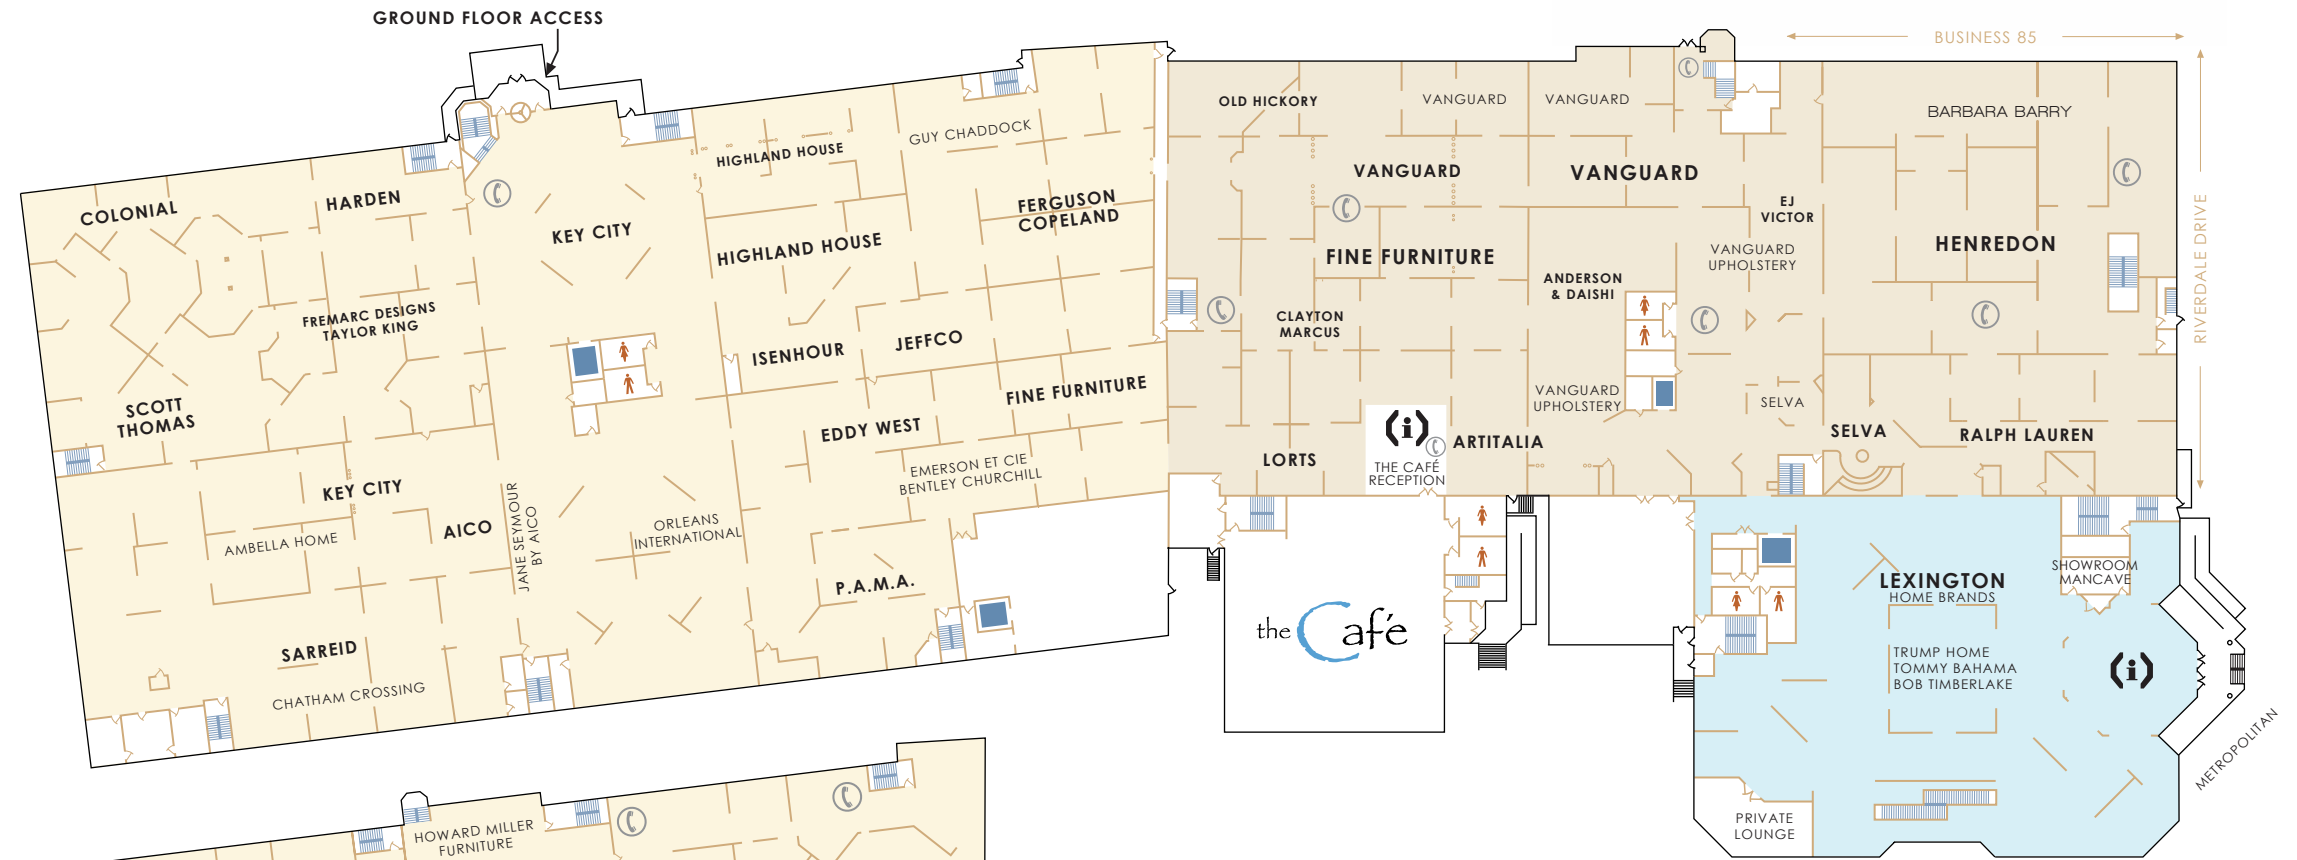 GROUND FLOOR ACCESS
COLONIAL
HARDEN
KEY CITY
HIGHLAND HOUSE
GUY CHADDOCK
FERGUSON
COPELAND
HIGHLAND HOUSE
FREMARC DESIGNS
TAYLOR KING
ISENHOUR
JEFFCO
SCOTT
THOMAS
EDDY WEST
FINE FURNITURE
EMERSON ET CIE
BENTLEY CHURCHILL
KEY CITY
AICO
JANE SEYMOUR
BY AICO
ORLEANS
INTERNATIONAL
AMBELLA HOME
P.A.M.A.
SARREID
CHATHAM CROSSING
HOWARD MILLER
FURNITURE
OLD HICKORY
VANGUARD
VANGUARD
VANGUARD
VANGUARD
EJ
VICTOR
BARBARA BARRY
BUSINESS 85
RIVERDALE DRIVE
HENREDON
FINE FURNITURE
VANGUARD
UPHOLSTERY
ANDERSON
& DAISHI
CLAYTON
MARCUS
VANGUARD
UPHOLSTERY
SELVA
SELVA
RALPH LAUREN
LORTS
(i)
THE CAFÉ
RECEPTION
ARTITALIA
the Café
LEXINGTON
HOME BRANDS
SHOWROOM
MANCAVE
TRUMP HOME
TOMMY BAHAMA
BOB TIMBERLAKE
(i)
METROPOLITAN
PRIVATE
LOUNGE